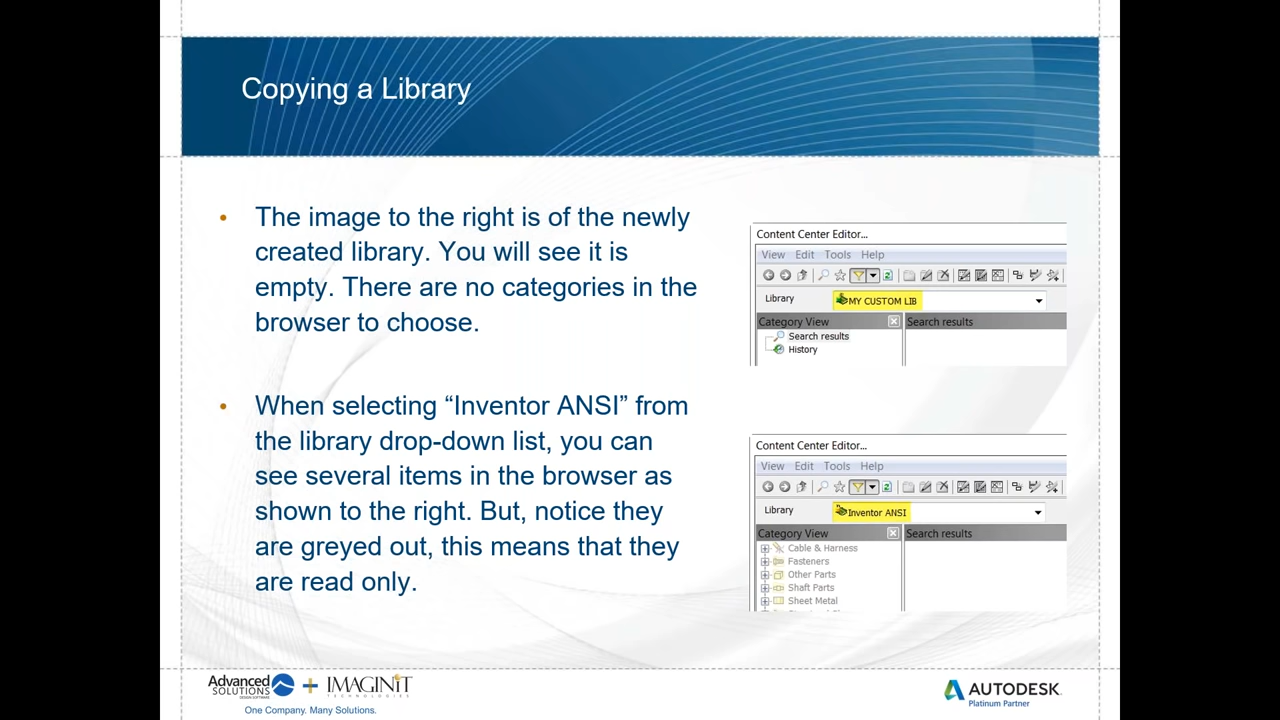 Copying a Library
• The image to the right is of the newly
created library. You will see it is
empty. There are no categories in the
browser to choose.
• When selecting “Inventor ANSI” from
the library drop-down list, you can
see several items in the browser as
shown to the right. But, notice they
are greyed out, this means that they
are read only.
Content Center Editor...
View Edit Tools Help
Library MY CUSTOM LIB
Category View Search results
Search results
History
Content Center Editor...
View Edit Tools Help
Library Inventor ANSI
Category View Search results
Cable & Harness
Fasteners
Other Parts
Shaft Parts
Sheet Metal
Advanced
SOLUTIONS
DESIGN SOFTWARE
+ IMAGINiT
TECHNOLOGIES
One Company. Many Solutions.
AUTODESK
Platinum Partner